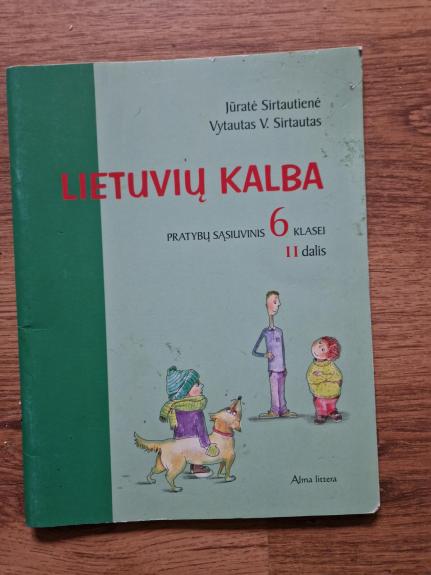 Jūratė Sirtautienė
Vytautas V. Sirtautas
LIETUVIŲ KALBA
PRATYBŲ SĄSIUVINIS 6 KLASEI
II dalis
Alma littera